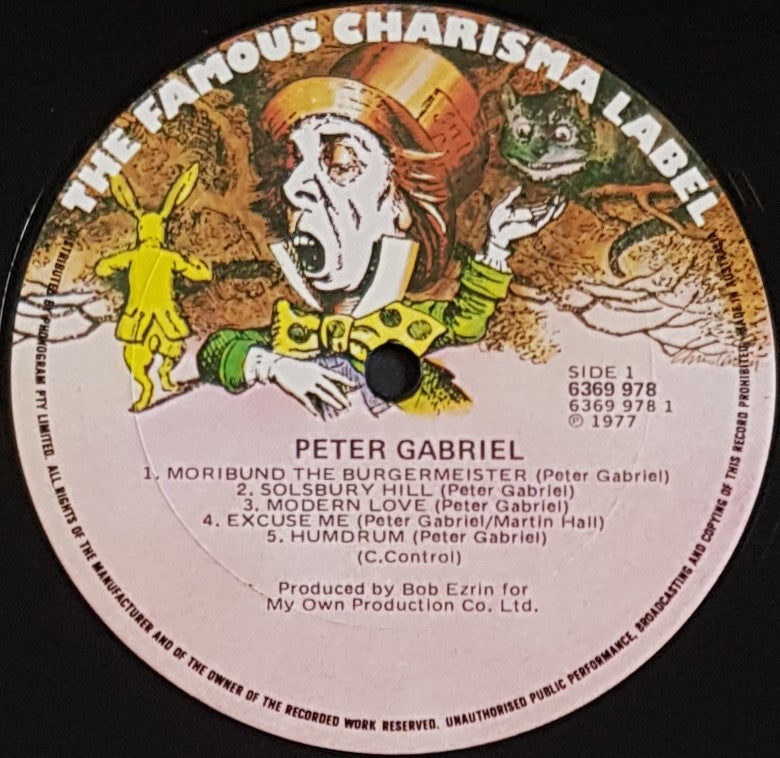 THE FAMOUS CHARISMA LABEL
SIDE 1
6369 978
6369 978 1
℗ 1977
PETER GABRIEL
1. MORIBUND THE BURGERMEISTER (Peter Gabriel)
2. SOLSBURY HILL (Peter Gabriel)
3. MODERN LOVE (Peter Gabriel)
4. EXCUSE ME (Peter Gabriel/Martin Hall)
5. HUMDRUM (Peter Gabriel)
(C.Control)
Produced by Bob Ezrin for
My Own Production Co. Ltd.
DISTRIBUTED BY PHONOGRAM PTY LIMITED. ALL RIGHTS OF THE MANUFACTURER AND OF THE OWNER OF THE RECORDED WORK RESERVED. UNAUTHORISED PUBLIC PERFORMANCE, BROADCASTING AND COPYING OF THIS RECORD PROHIBITED. MADE IN AUSTRALIA